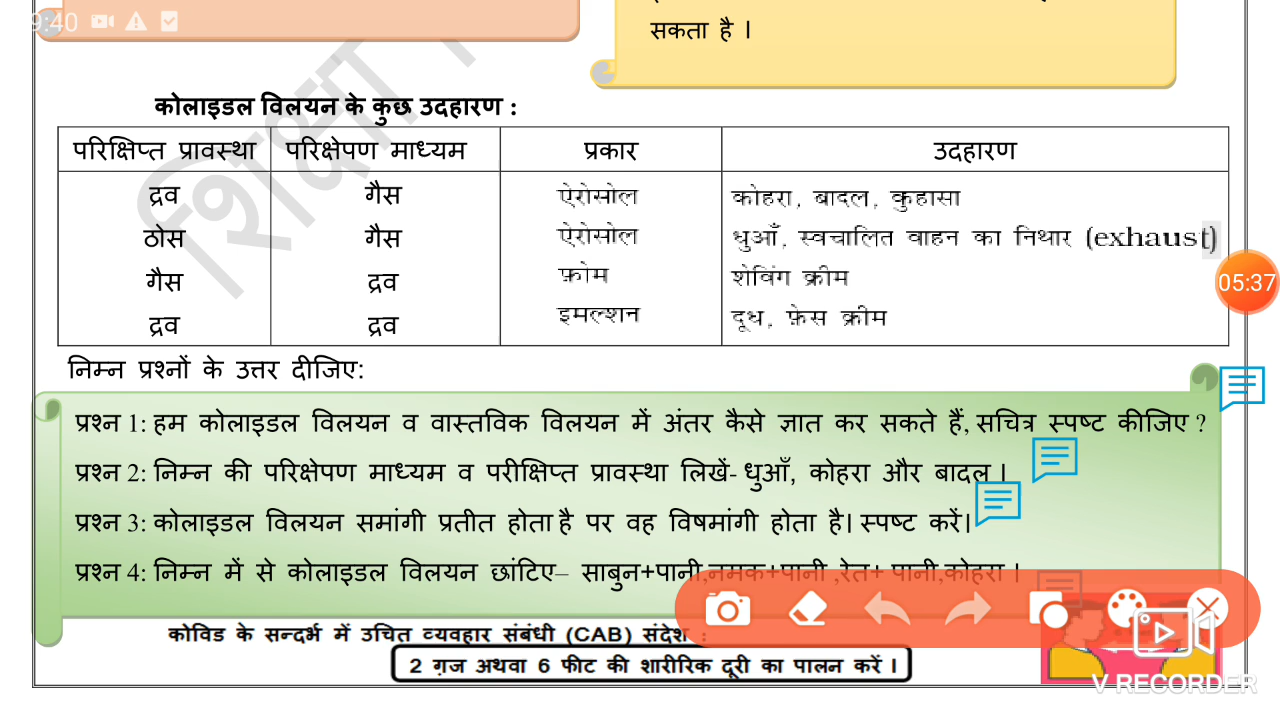 9:40
सकता है ।
शिक्षा
कोलाइडल विलयन के कुछ उदहारण :
परिक्षिप्त प्रावस्था परिक्षेपण माध्यम प्रकार उदहारण
द्रव गैस ऐरोसोल कोहरा, बादल, कुहासा
ठोस गैस ऐरोसोल धुआँ, स्वचालित वाहन का निथार (exhaust)
गैस द्रव फ़ोम शेविंग क्रीम
द्रव द्रव इमल्शन दूध, फ़ेस क्रीम
05:37
निम्न प्रश्नों के उत्तर दीजिए:
प्रश्न 1: हम कोलाइडल विलयन व वास्तविक विलयन में अंतर कैसे ज्ञात कर सकते हैं, सचित्र स्पष्ट कीजिए ?
प्रश्न 2: निम्न की परिक्षेपण माध्यम व परीक्षिप्त प्रावस्था लिखें- धुआँ, कोहरा और बादल ।
प्रश्न 3: कोलाइडल विलयन समांगी प्रतीत होता है पर वह विषमांगी होता है। स्पष्ट करें।
प्रश्न 4: निम्न में से कोलाइडल विलयन छांटिए– साबुन+पानी,नमक+पानी ,रेत+ पानी,कोहरा ।
कोविड के सन्दर्भ में उचित व्यवहार संबंधी (CAB) संदेश :
2 ग़ज अथवा 6 फीट की शारीरिक दूरी का पालन करें ।
V RECORDER